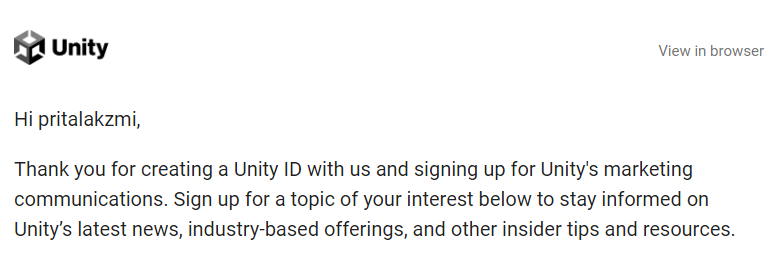 Unity
View in browser
Hi pritalakzmi,
Thank you for creating a Unity ID with us and signing up for Unity's marketing
communications. Sign up for a topic of your interest below to stay informed on
Unity’s latest news, industry-based offerings, and other insider tips and resources.